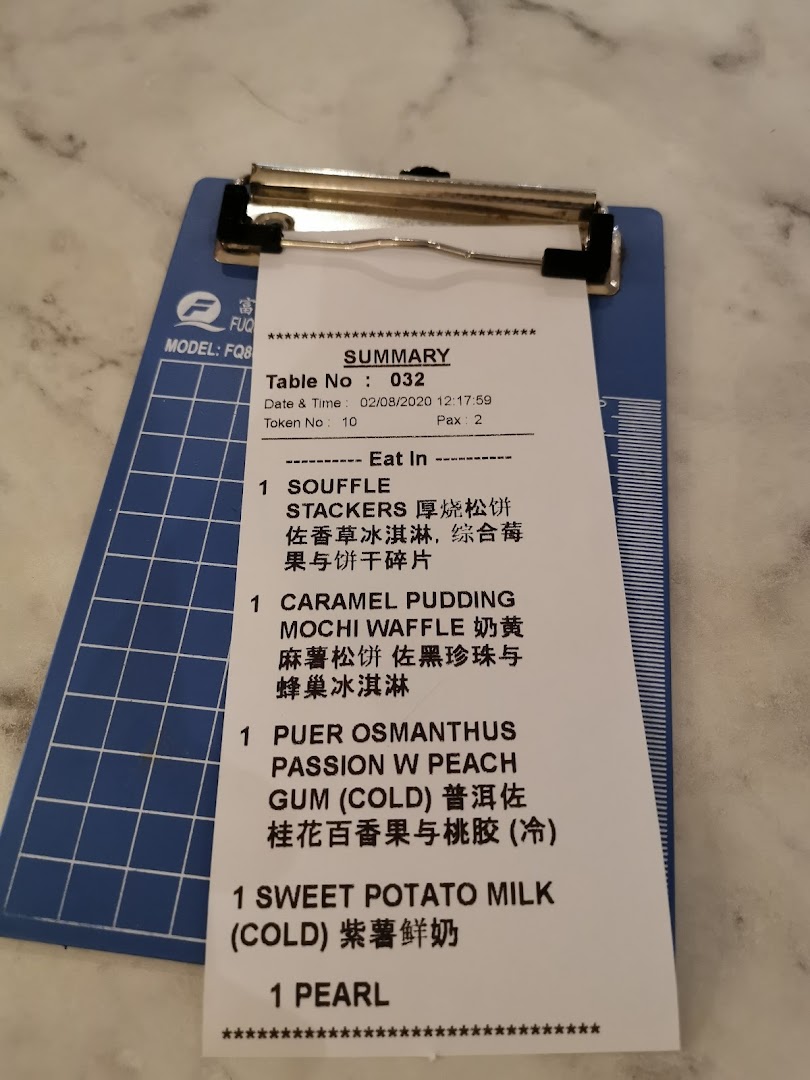 富
FUQ
MODEL: FQ8
*******************************
SUMMARY
Table No : 032
Date & Time : 02/08/2020 12:17:59
Token No : 10 Pax : 2
---------- Eat In ----------
1 SOUFFLE
STACKERS 厚烧松饼
佐香草冰淇淋, 综合莓
果与饼干碎片
1 CARAMEL PUDDING
MOCHI WAFFLE 奶黄
麻薯松饼 佐黑珍珠与
蜂巢冰淇淋
1 PUER OSMANTHUS
PASSION W PEACH
GUM (COLD) 普洱佐
桂花百香果与桃胶 (冷)
1 SWEET POTATO MILK
(COLD) 紫薯鲜奶
1 PEARL
*******************************